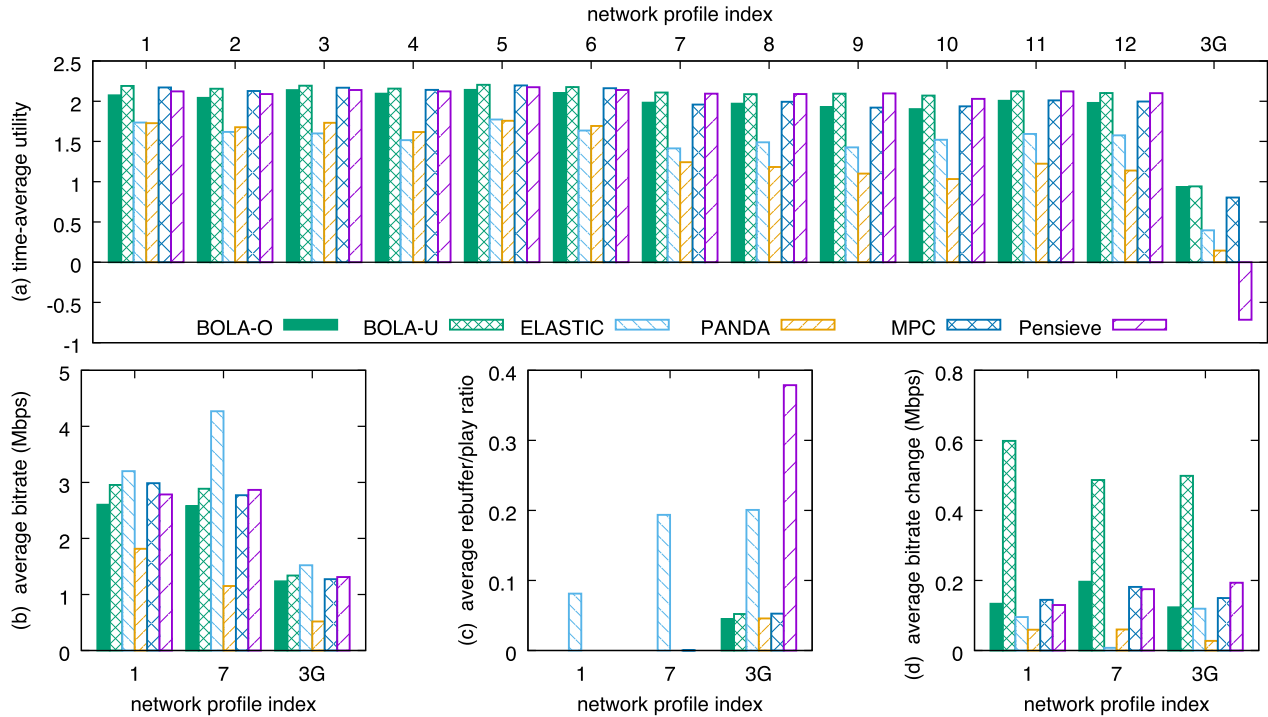 network profile index
1 2 3 4 5 6 7 8 9 10 11 12 3G
(a) time-average utility
2.5
2
1.5
1
0.5
0
-0.5
-1
BOLA-O BOLA-U ELASTIC PANDA MPC Pensieve
(b) average bitrate (Mbps)
5
4
3
2
1
0
1 7 3G
network profile index
(c) average rebuffer/play ratio
0.4
0.3
0.2
0.1
0
1 7 3G
network profile index
(d) average bitrate change (Mbps)
0.8
0.6
0.4
0.2
0
1 7 3G
network profile index